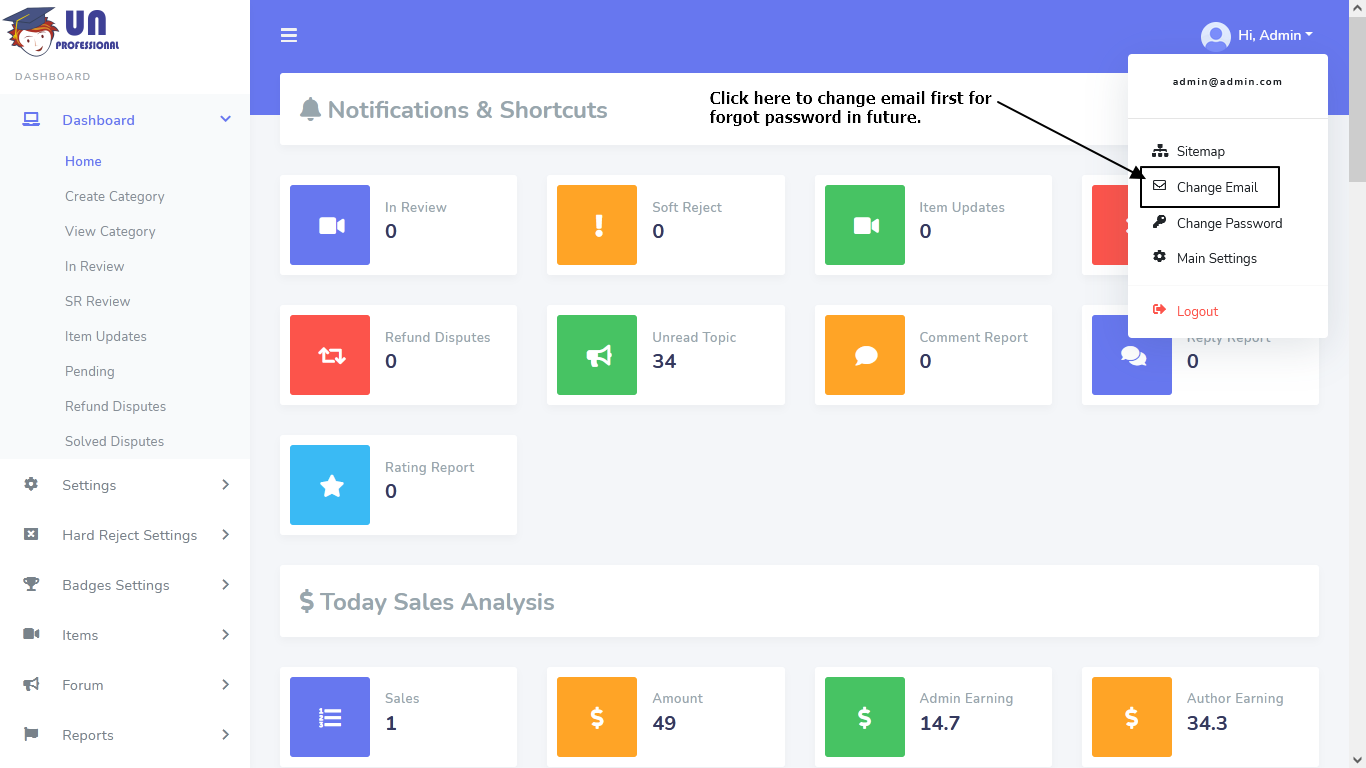 UN
PROFESSIONAL
DASHBOARD
Dashboard
Home
Create Category
View Category
In Review
SR Review
Item Updates
Pending
Refund Disputes
Solved Disputes
Settings
Hard Reject Settings
Badges Settings
Items
Forum
Reports
Hi, Admin
admin@admin.com
Sitemap
Change Email
Change Password
Main Settings
Logout
Notifications & Shortcuts
Click here to change email first for
forgot password in future.
In Review
0
Soft Reject
0
Item Updates
0
Refund Disputes
0
Unread Topic
34
Comment Report
0
Reply Report
0
Rating Report
0
$ Today Sales Analysis
Sales
1
Amount
49
Admin Earning
14.7
Author Earning
34.3